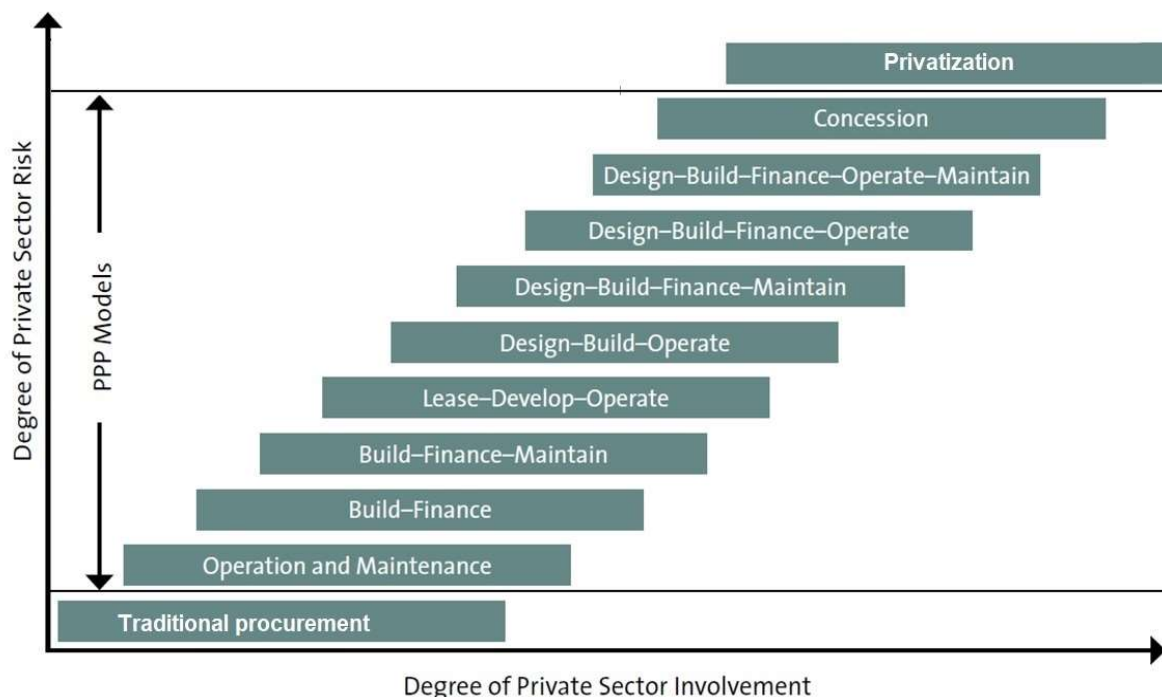 Privatization
Concession
Design–Build–Finance–Operate–Maintain
Design–Build–Finance–Operate
Design–Build–Finance–Maintain
Design–Build–Operate
Lease–Develop–Operate
Build–Finance–Maintain
Build–Finance
Operation and Maintenance
Traditional procurement
Degree of Private Sector Risk
PPP Models
Degree of Private Sector Involvement